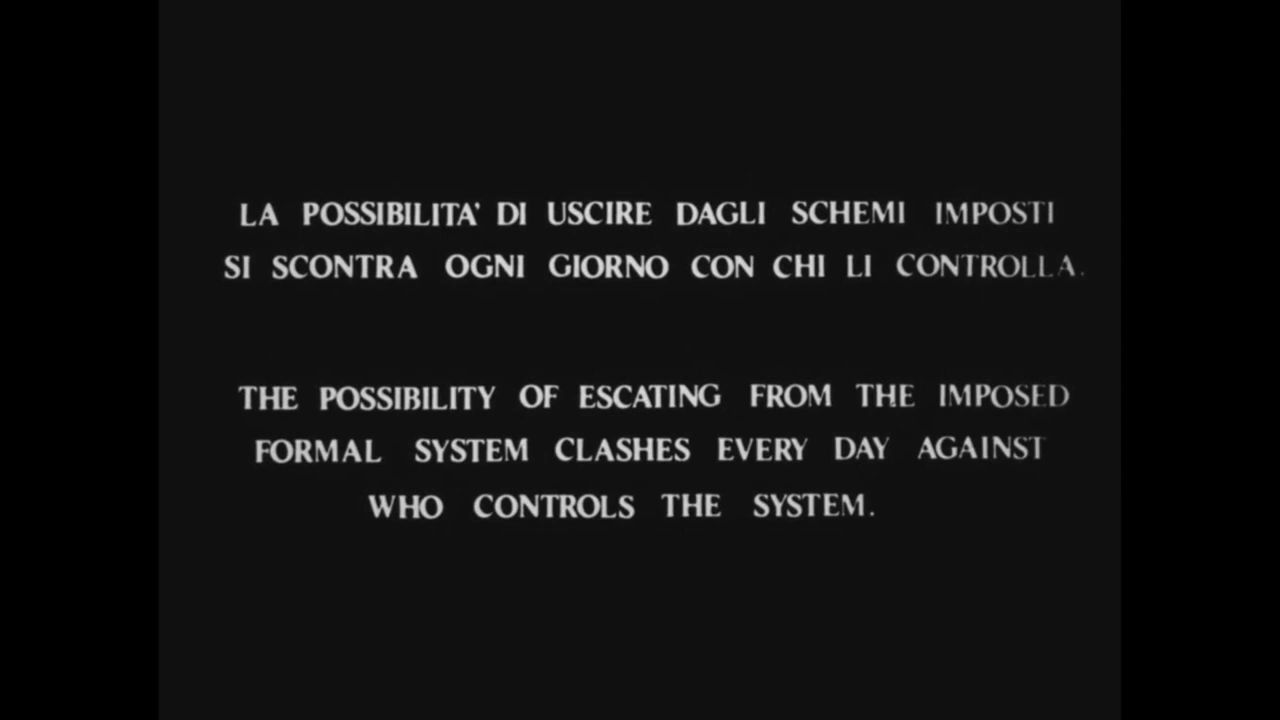 LA POSSIBILITA' DI USCIRE DAGLI SCHEMI IMPOSTI
SI SCONTRA OGNI GIORNO CON CHI LI CONTROLLA.
THE POSSIBILITY OF ESCATING FROM THE IMPOSED
FORMAL SYSTEM CLASHES EVERY DAY AGAINST
WHO CONTROLS THE SYSTEM.